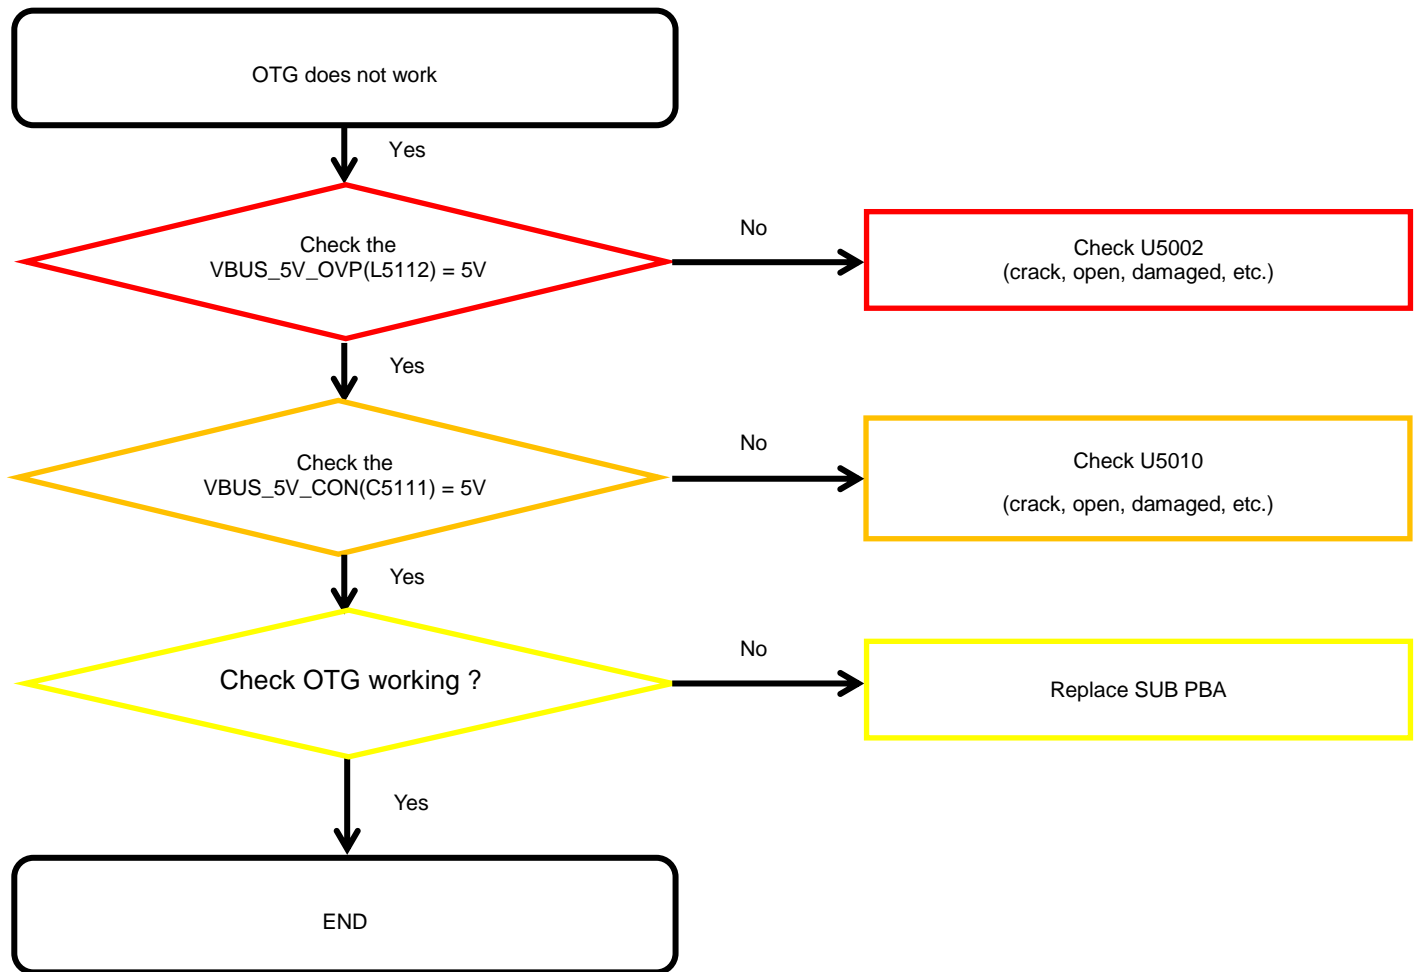 OTG does not work
Yes
Check the
VBUS_5V_OVP(L5112) = 5V
No
Check U5002
(crack, open, damaged, etc.)
Yes
Check the
VBUS_5V_CON(C5111) = 5V
No
Check U5010
(crack, open, damaged, etc.)
Yes
Check OTG working ?
No
Replace SUB PBA
Yes
END